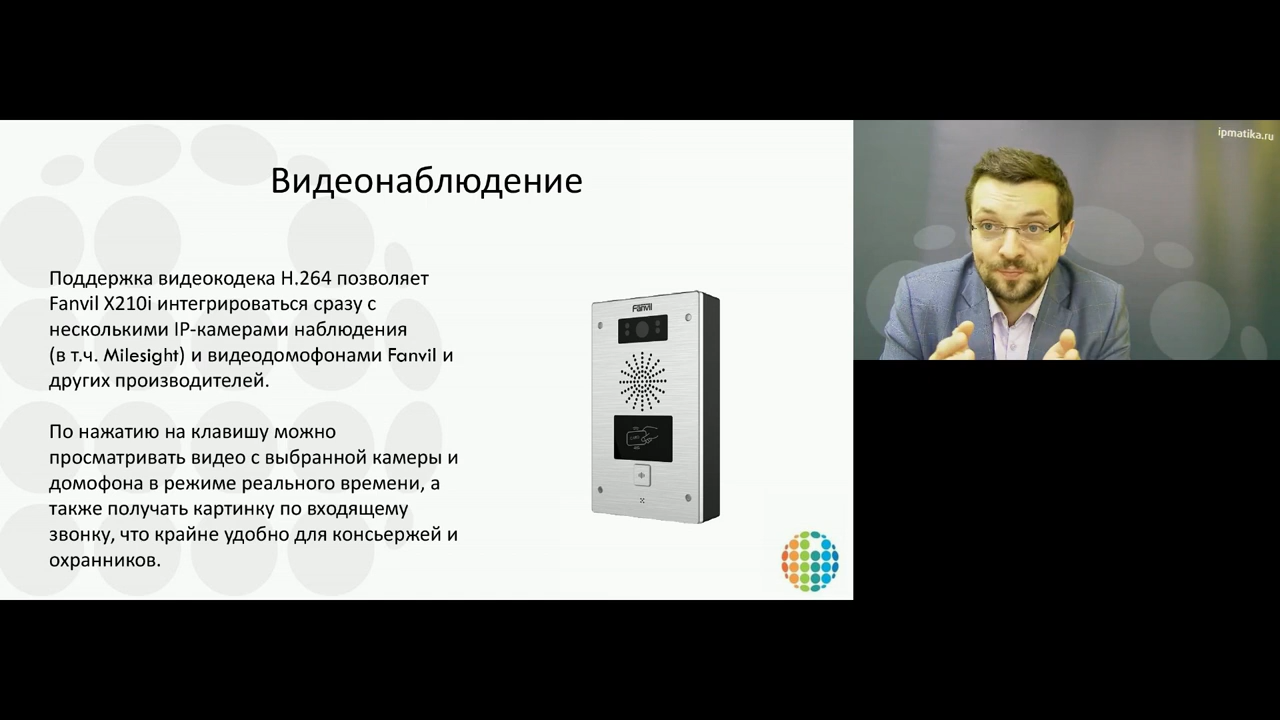 Видеонаблюдение
Поддержка видеокодека H.264 позволяет
Fanvil X210i интегрироваться сразу с
несколькими IP-камерами наблюдения
(в т.ч. Milesight) и видеодомофонами Fanvil и
других производителей.
По нажатию на клавишу можно
просматривать видео с выбранной камеры и
домофона в режиме реального времени, а
также получать картинку по входящему
звонку, что крайне удобно для консьержей и
охранников.
Fanvil
ipmatika.ru